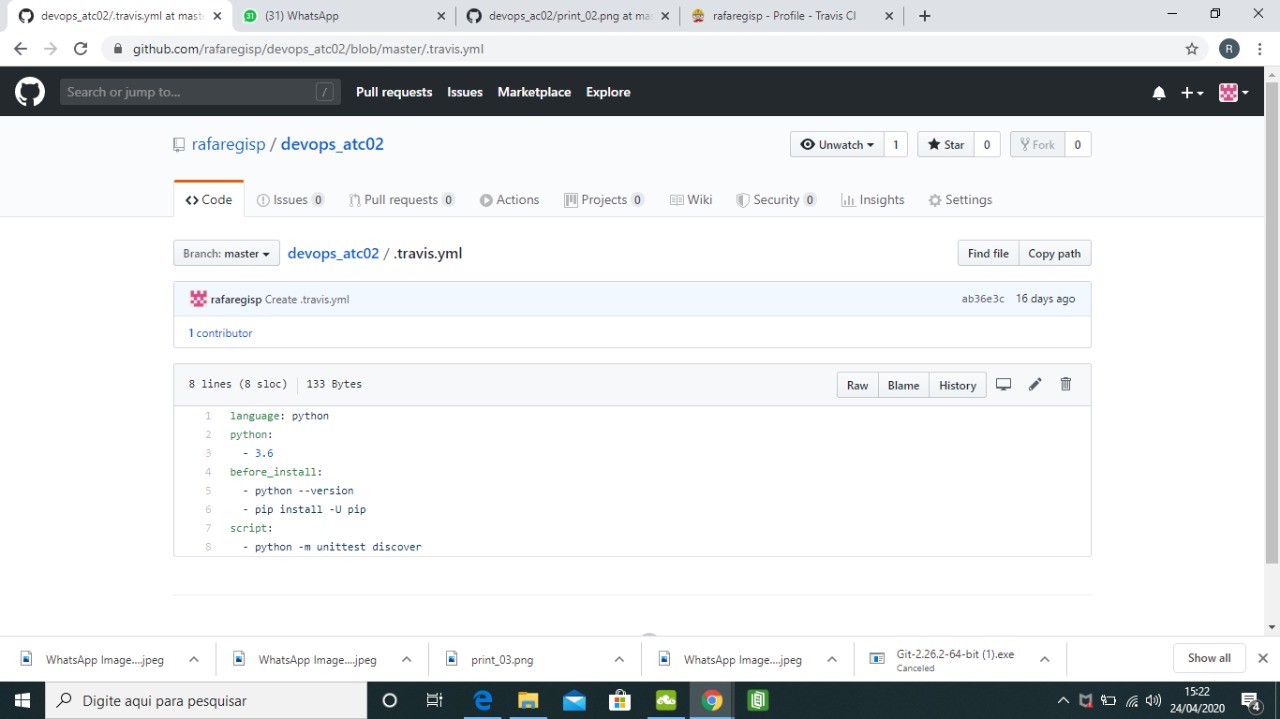 devops_atc02/.travis.yml at maste
(31) WhatsApp
devops_ac02/print_02.png at mas
rafaregisp - Profile - Travis CI
github.com/rafaregisp/devops_atc02/blob/master/.travis.yml
R
Search or jump to...
/
Pull requests
Issues
Marketplace
Explore
rafaregisp / devops_atc02
Unwatch 1
Star 0
Fork 0
Code
Issues 0
Pull requests 0
Actions
Projects 0
Wiki
Security 0
Insights
Settings
Branch: master
devops_atc02 / .travis.yml
Find file
Copy path
rafaregisp Create .travis.yml
ab36e3c 16 days ago
1 contributor
8 lines (8 sloc) 133 Bytes
Raw
Blame
History
1 language: python
2 python:
3 - 3.6
4 before_install:
5 - python --version
6 - pip install -U pip
7 script:
8 - python -m unittest discover
WhatsApp Image....jpeg
WhatsApp Image....jpeg
print_03.png
WhatsApp Image....jpeg
Git-2.26.2-64-bit (1).exe
Canceled
Show all
Digite aqui para pesquisar
15:22
24/04/2020
4